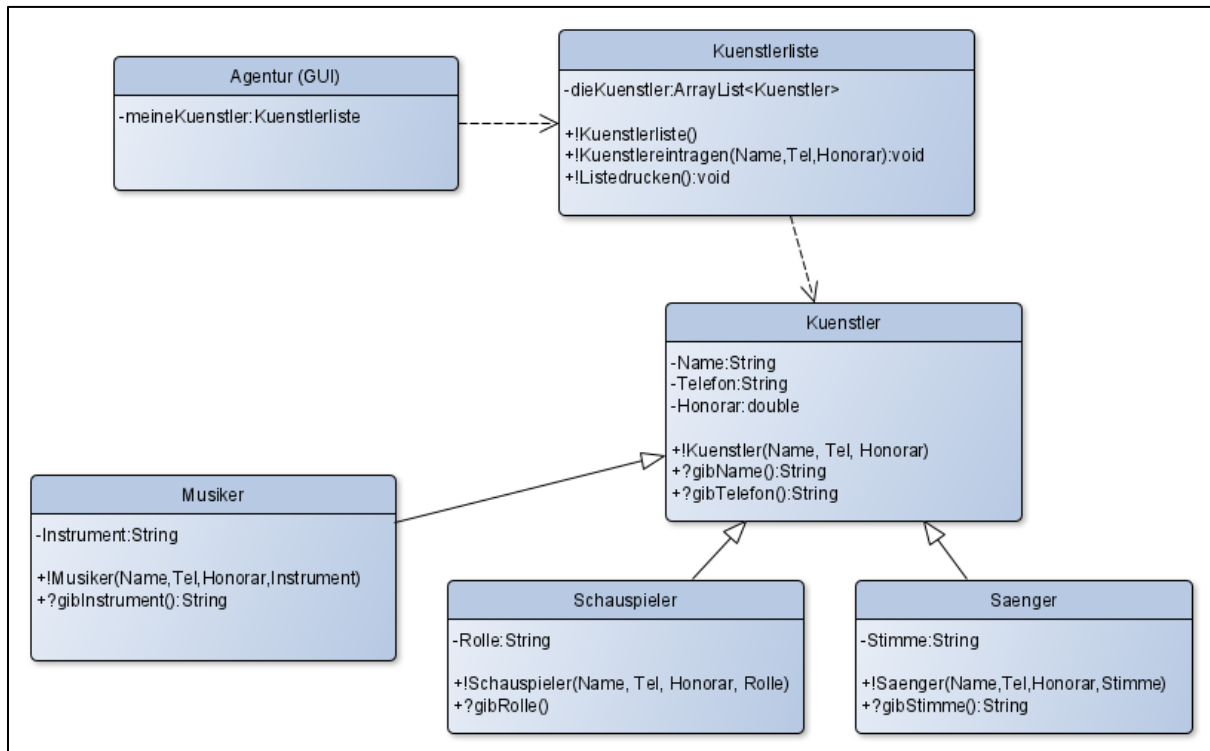 Agentur (GUI)
-meineKuenstler:Kuenstlerliste
Kuenstlerliste
-dieKuenstler:ArrayList<Kuenstler>
+!Kuenstlerliste()
+!Kuenstlereintragen(Name,Tel,Honorar):void
+!Listedrucken():void
Kuenstler
-Name:String
-Telefon:String
-Honorar:double
+!Kuenstler(Name, Tel, Honorar)
+?gibName():String
+?gibTelefon():String
Musiker
-Instrument:String
+!Musiker(Name,Tel,Honorar,Instrument)
+?gibInstrument():String
Schauspieler
-Rolle:String
+!Schauspieler(Name, Tel, Honorar, Rolle)
+?gibRolle()
Saenger
-Stimme:String
+!Saenger(Name,Tel,Honorar,Stimme)
+?gibStimme():String